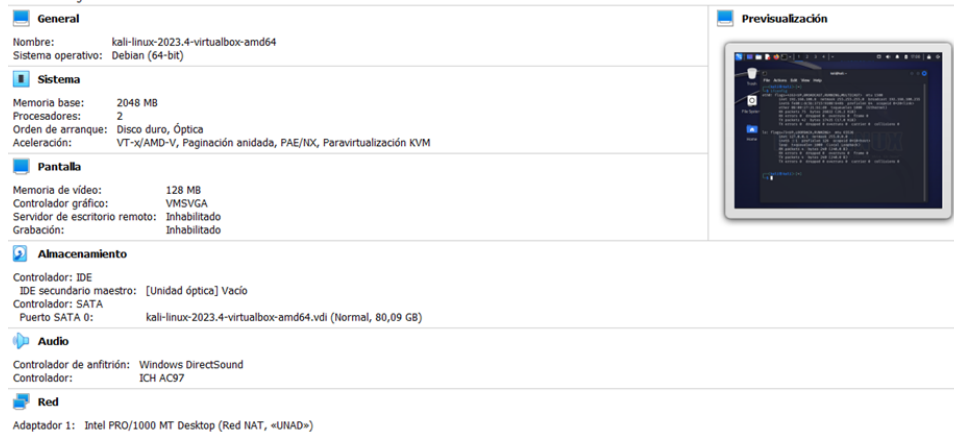 General
Nombre: kali-linux-2023.4-virtualbox-amd64
Sistema operativo: Debian (64-bit)
Sistema
Memoria base: 2048 MB
Procesadores: 2
Orden de arranque: Disco duro, Óptica
Aceleración: VT-x/AMD-V, Paginación anidada, PAE/NX, Paravirtualización KVM
Pantalla
Memoria de vídeo: 128 MB
Controlador gráfico: VMSVGA
Servidor de escritorio remoto: Inhabilitado
Grabación: Inhabilitado
Almacenamiento
Controlador: IDE
IDE secundario maestro: [Unidad óptica] Vacío
Controlador: SATA
Puerto SATA 0: kali-linux-2023.4-virtualbox-amd64.vdi (Normal, 80,09 GB)
Audio
Controlador de anfitrión: Windows DirectSound
Controlador: ICH AC97
Red
Adaptador 1: Intel PRO/1000 MT Desktop (Red NAT, «UNAD»)
Previsualización
File Actions Edit View Help